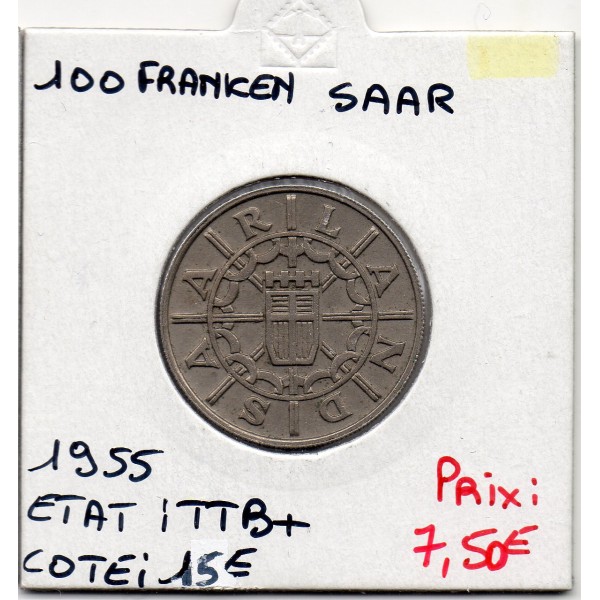 100 FRANKEN SAAR
SAARLAND
1955
ETAT : TTB+
COTE : 15€
PRix :
7,50€